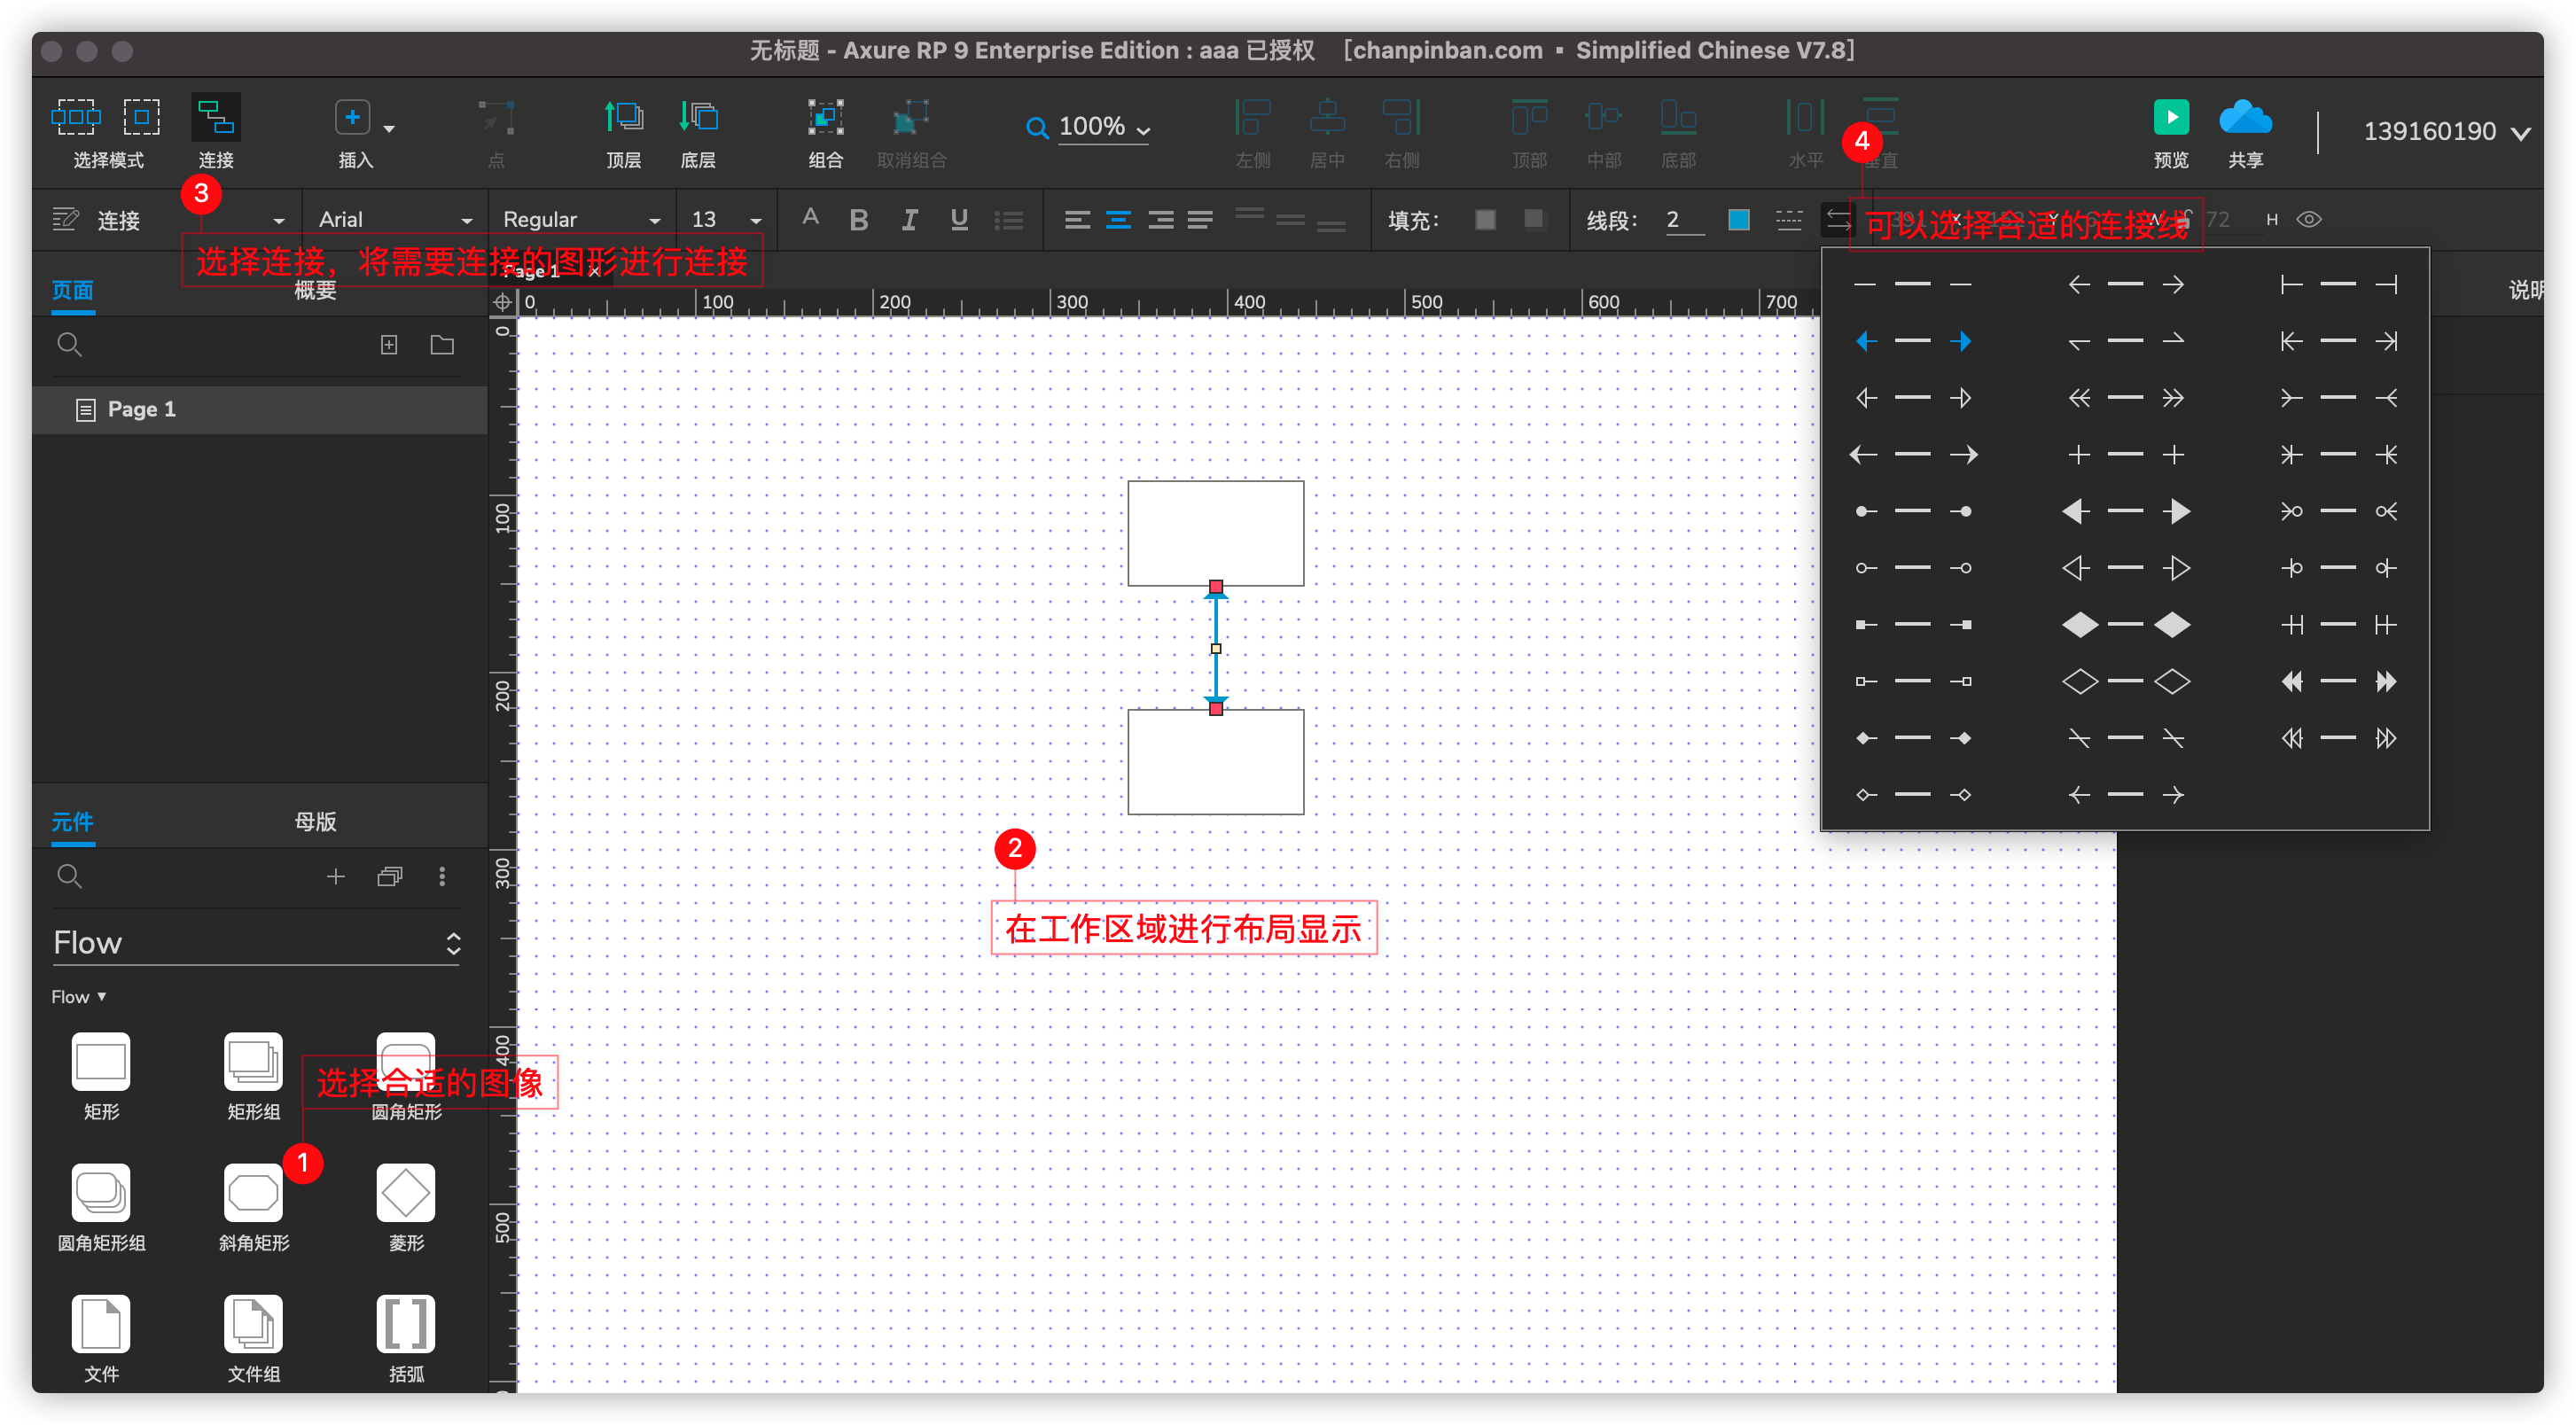 无标题 - Axure RP 9 Enterprise Edition : aaa 已授权 [chanpinban.com ▪ Simplified Chinese V7.8]
选择模式 连接 插入 点 顶层 底层 组合 取消组合 100% 左侧 居中 右侧 顶部 中部 底部 水平 垂直 预览 共享 139160190
3
4
连接 Arial Regular 13 填充： 线段： 2 X Y W 72 H
可以选择合适的连接线
选择连接，将需要连接的图形进行连接
页面 概要 Page 1 说明
0 100 200 300 400 500 600 700
Page 1
0
100
200
300
400
500
元件 母版
2
在工作区域进行布局显示
Flow
Flow
选择合适的图像
矩形 矩形组 圆角矩形
1
圆角矩形组 斜角矩形 菱形
文件 文件组 括弧